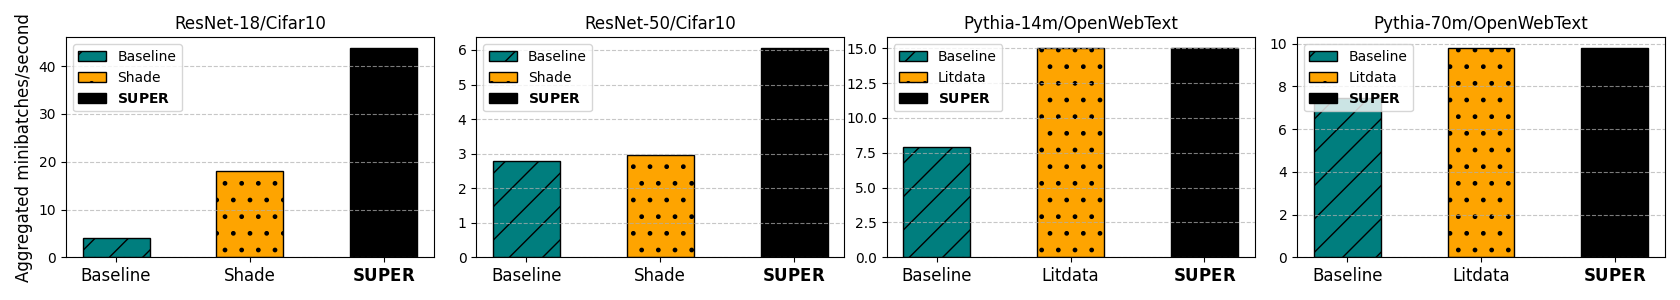 Aggregated minibatches/second
ResNet-18/Cifar10
40
30
20
10
0
Baseline
Shade
SUPER
Baseline Shade SUPER
ResNet-50/Cifar10
6
5
4
3
2
1
0
Baseline
Shade
SUPER
Baseline Shade SUPER
Pythia-14m/OpenWebText
15.0
12.5
10.0
7.5
5.0
2.5
0.0
Baseline
Litdata
SUPER
Baseline Litdata SUPER
Pythia-70m/OpenWebText
10
8
6
4
2
0
Baseline
Litdata
SUPER
Baseline Litdata SUPER